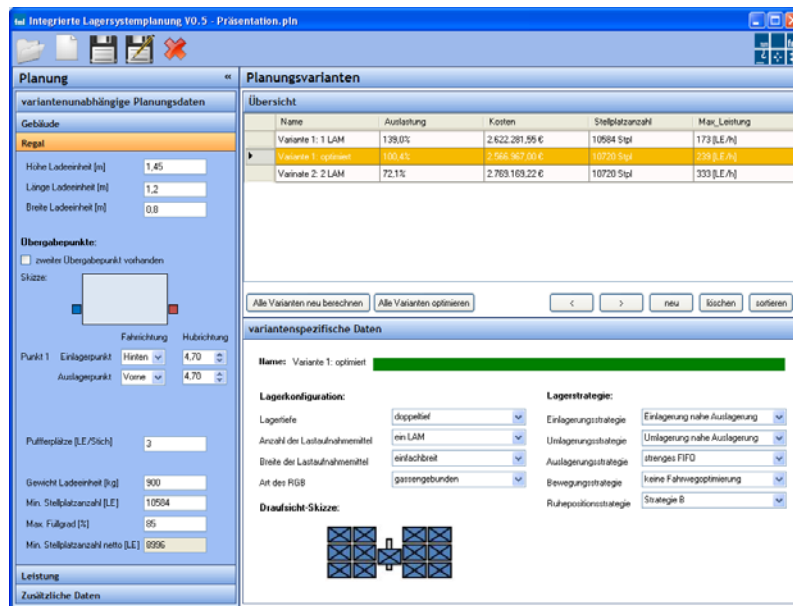 Integrierte Lagersystemplanung V0.5 - Präsentation.pln
Planung «
variantenunabhängige Planungsdaten
Gebäude
Regal
Höhe Ladeeinheit [m] 1,45
Länge Ladeeinheit [m] 1,2
Breite Ladeeinheit [m] 0,8
Übergabepunkte:
zweiter Übergabepunkt vorhanden
Skizze:
Fahrrichtung Hubrichtung
Punkt 1 Einlagerpunkt Hinten 4,70
Auslagerpunkt Vorne 4,70
Puffferplätze [LE/Stich] 3
Gewicht Ladeeinheit [kg] 900
Min. Stellplatzanzahl [LE] 10584
Max. Füllgrad [%] 85
Min. Stellplatzanzahl netto [LE] 8996
Leistung
Zusätzliche Daten
Planungsvarianten
Übersicht
Name Auslastung Kosten Stellplatzanzahl Max_Leistung
Variante 1: 1 LAM 139,0% 2.622.281,55 € 10584 Stpl 173 [LE/h]
Variante 1: optimiert 100,4% 2.566.967,00 € 10720 Stpl 239 [LE/h]
Varinate 2: 2 LAM 72,1% 2.769.169,22 € 10720 Stpl 333 [LE/h]
Alle Varianten neu berechnen Alle Varianten optimieren < > neu löschen sortieren
variantenspezifische Daten
Name: Variante 1: optimiert
Lagerkonfiguration:
Lagertiefe doppeltief
Anzahl der Lastaufnahmemittel ein LAM
Breite der Lastaufnahmemittel einfachbreit
Art des RGB gassengebunden
Draufsicht-Skizze:
Lagerstrategie:
Einlagerungsstrategie Einlagerung nahe Auslagerung
Umlagerungsstrategie Umlagerung nahe Auslagerung
Auslagerungsstrategie strenges FIFO
Bewegungsstrategie keine Fahrwegoptimierung
Ruhepositionsstrategie Strategie B